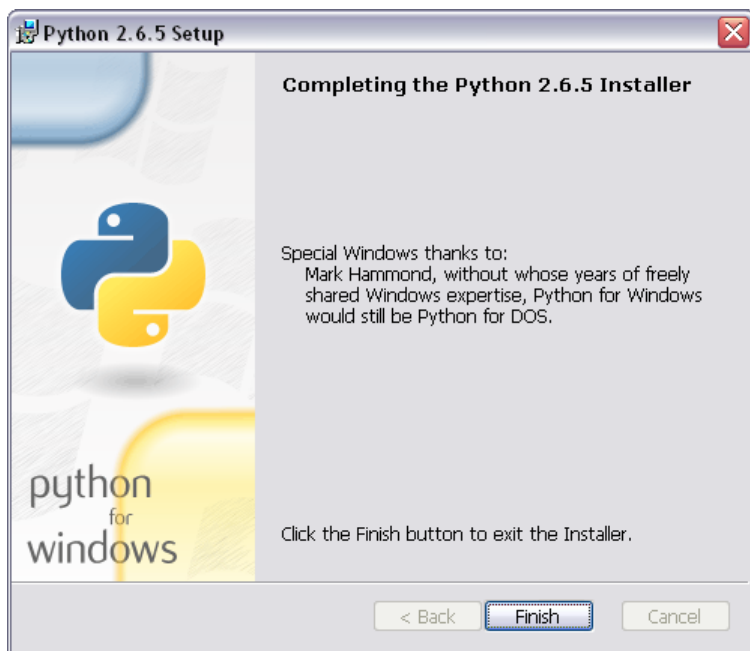 Python 2.6.5 Setup
Completing the Python 2.6.5 Installer
Special Windows thanks to:
Mark Hammond, without whose years of freely
shared Windows expertise, Python for Windows
would still be Python for DOS.
python
for
windows
Click the Finish button to exit the Installer.
< Back
Finish
Cancel